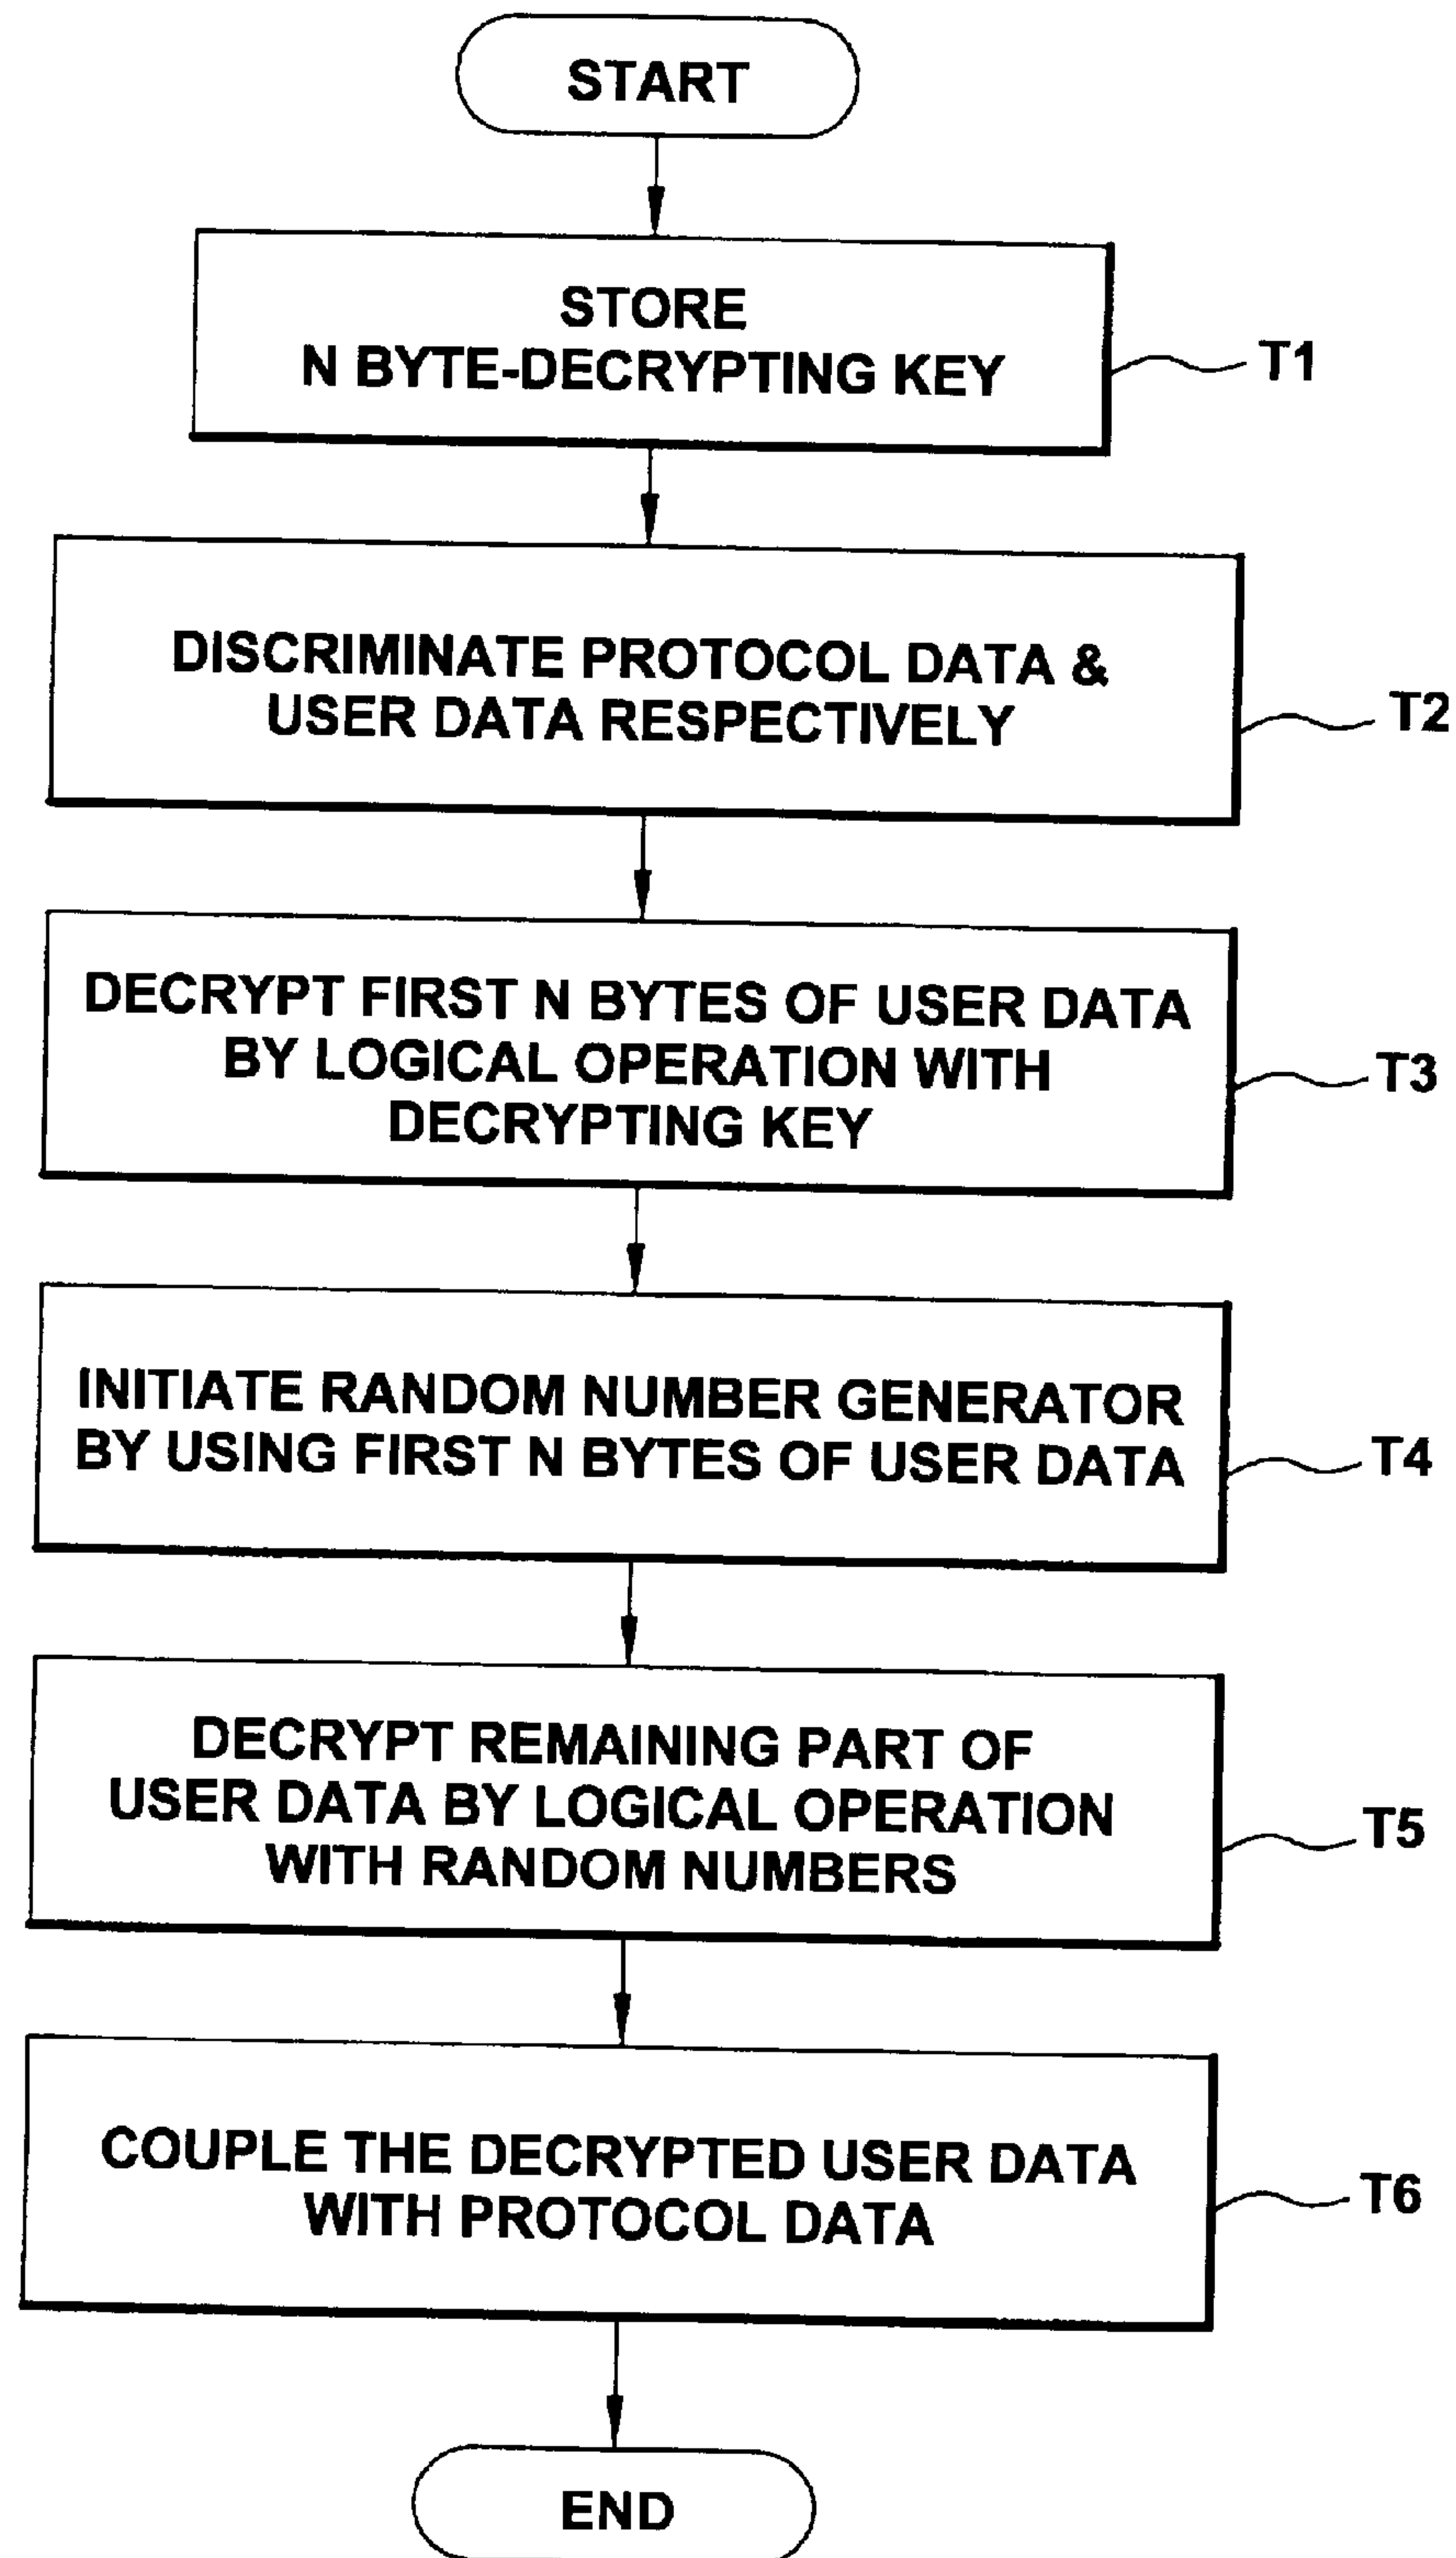 START
STORE
N BYTE-DECRYPTING KEY
T1
DISCRIMINATE PROTOCOL DATA &
USER DATA RESPECTIVELY
T2
DECRYPT FIRST N BYTES OF USER DATA
BY LOGICAL OPERATION WITH
DECRYPTING KEY
T3
INITIATE RANDOM NUMBER GENERATOR
BY USING FIRST N BYTES OF USER DATA
T4
DECRYPT REMAINING PART OF
USER DATA BY LOGICAL OPERATION
WITH RANDOM NUMBERS
T5
COUPLE THE DECRYPTED USER DATA
WITH PROTOCOL DATA
T6
END